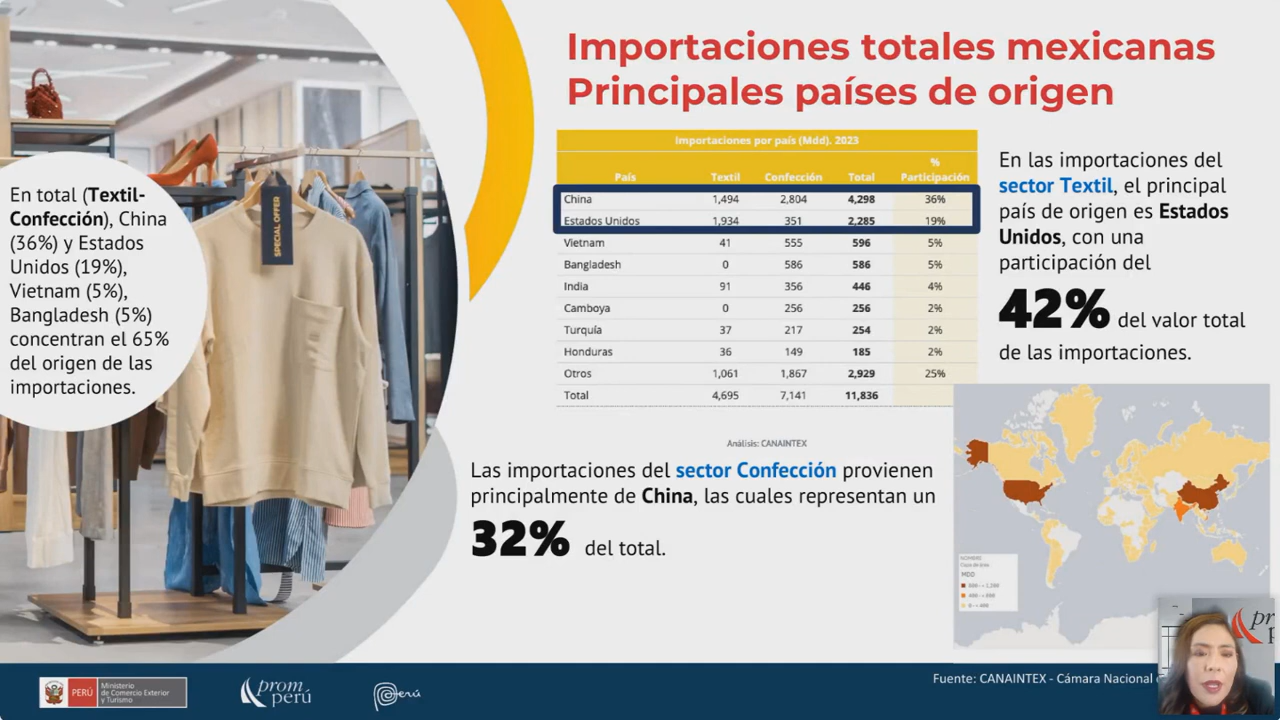 Importaciones totales mexicanas
Principales países de origen
En total (Textil-
Confección), China
(36%) y Estados
Unidos (19%),
Vietnam (5%),
Bangladesh (5%)
concentran el 65%
del origen de las
importaciones.
SPECIAL OFFER
Importaciones por país (Mdd). 2023
País Textil Confección Total % Participación
China 1,494 2,804 4,298 36%
Estados Unidos 1,934 351 2,285 19%
Vietnam 41 555 596 5%
Bangladesh 0 586 586 5%
India 91 356 446 4%
Camboya 0 256 256 2%
Turquía 37 217 254 2%
Honduras 36 149 185 2%
Otros 1,061 1,867 2,929 25%
Total 4,695 7,141 11,836
Análisis: CANAINTEX
En las importaciones del
sector Textil, el principal
país de origen es Estados
Unidos, con una
participación del
42% del valor total
de las importaciones.
Las importaciones del sector Confección provienen
principalmente de China, las cuales representan un
32% del total.
MDD
PERÚ
Ministerio
de Comercio Exterior
y Turismo
prom
perú
Perú
Fuente: CANAINTEX - Cámara Nacional
pr